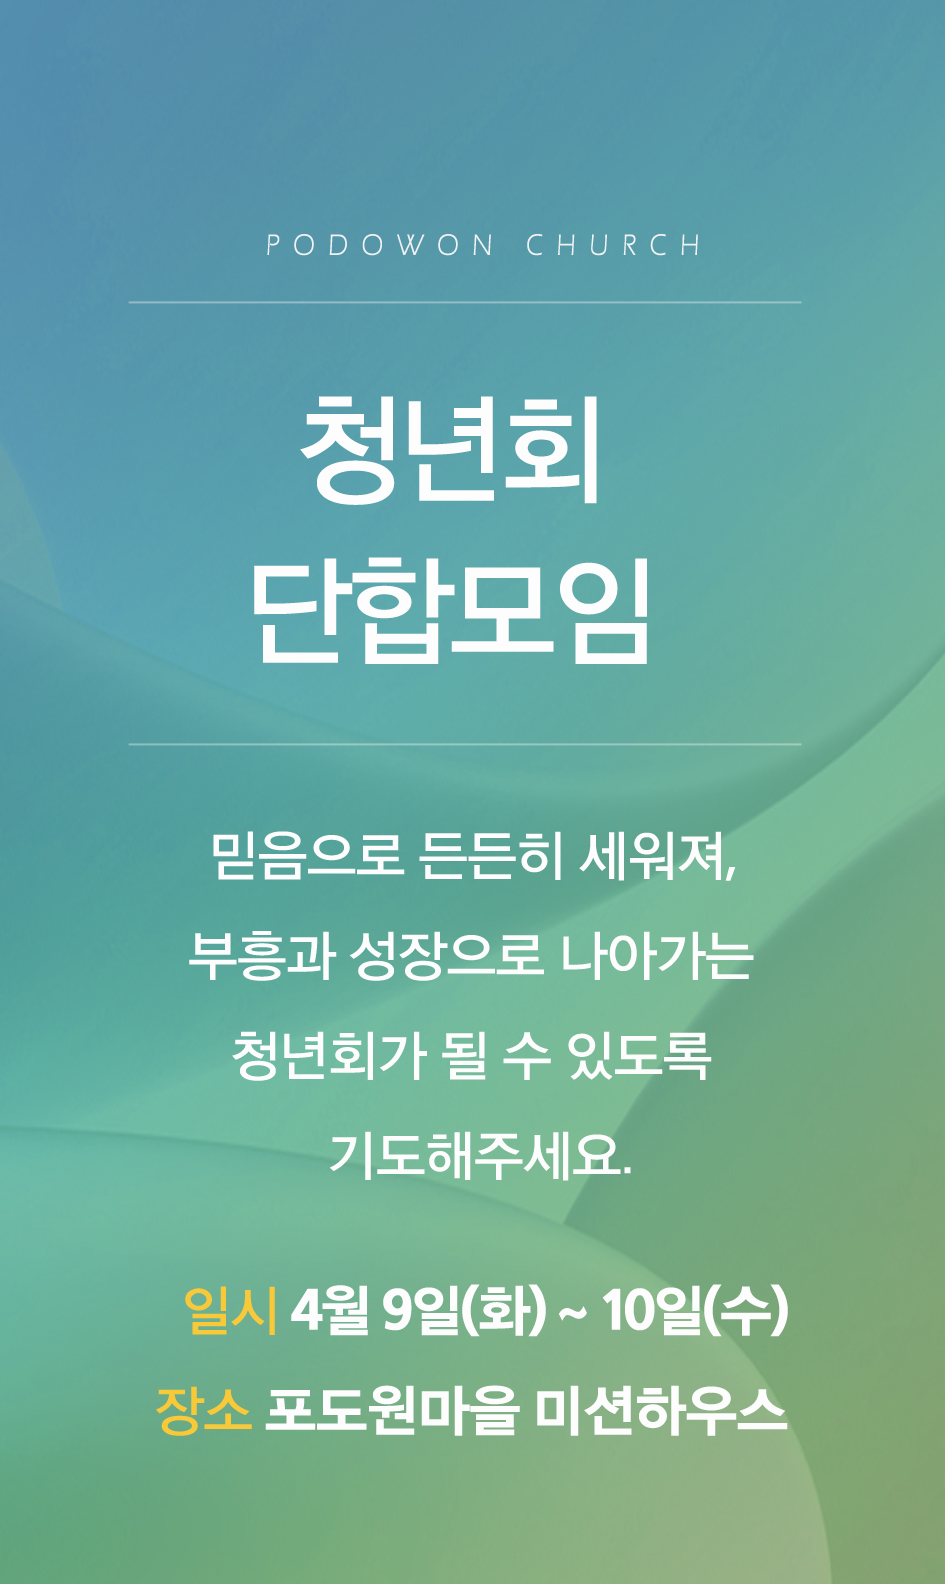 PODOWON CHURCH
청년회
단합모임
믿음으로 든든히 세워져,
부흥과 성장으로 나아가는
청년회가 될 수 있도록
기도해주세요.
일시 4월 9일(화) ~ 10일(수)
장소 포도원마을 미션하우스